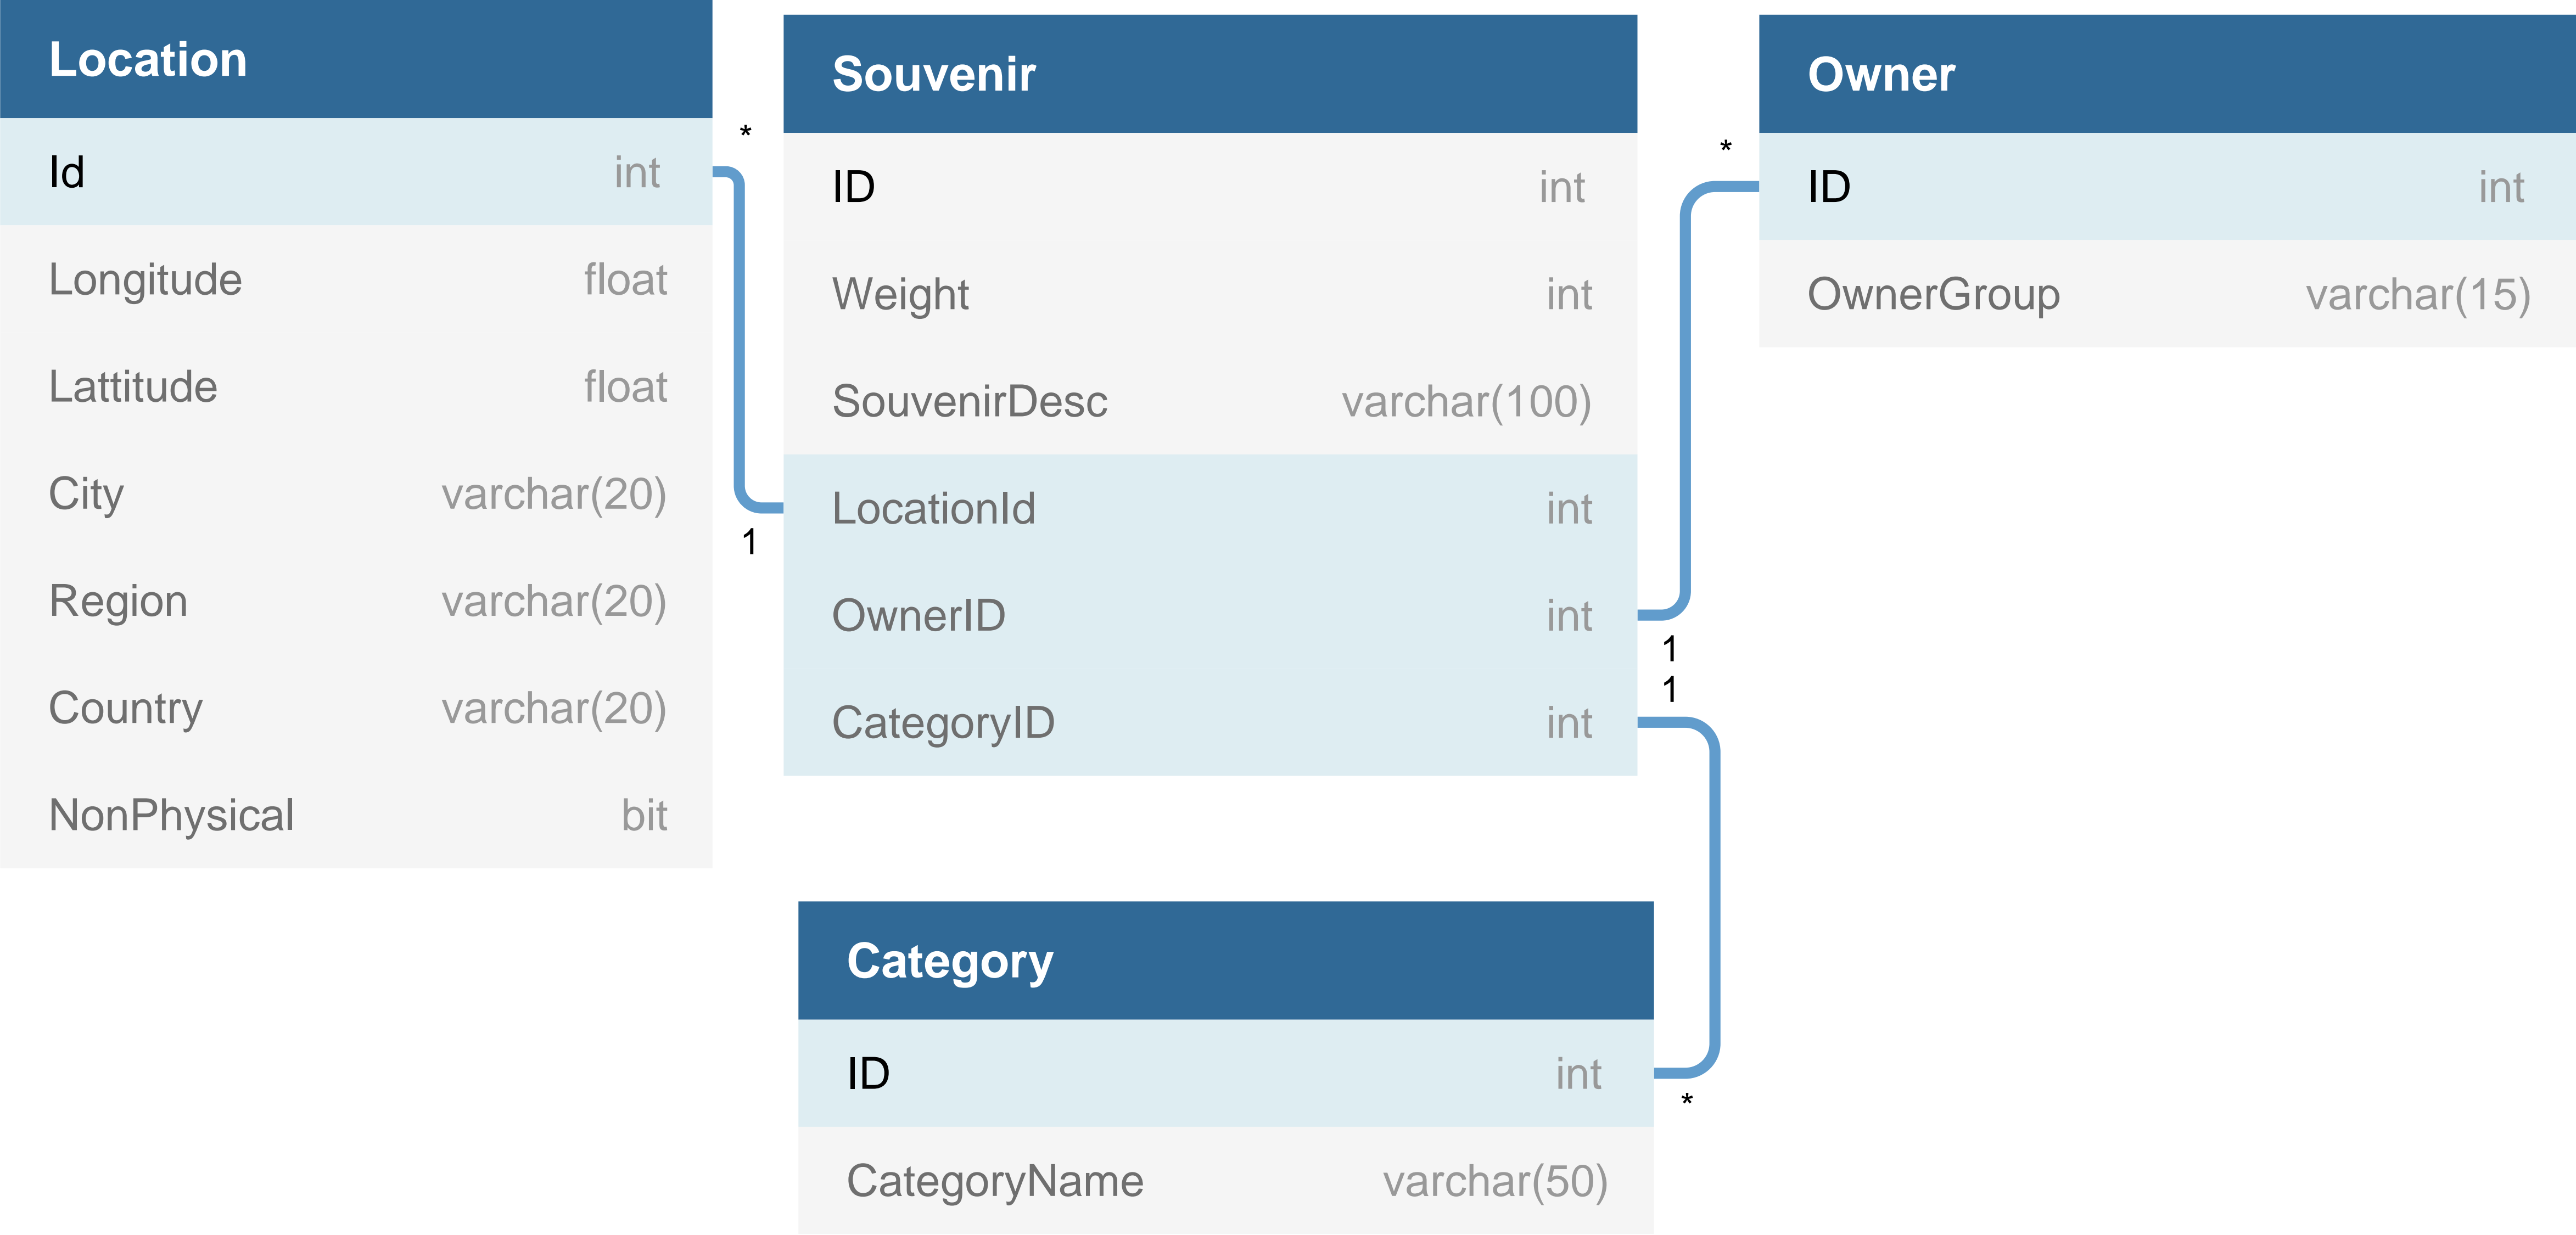 Location
Id int
Longitude float
Lattitude float
City varchar(20)
Region varchar(20)
Country varchar(20)
NonPhysical bit
*
1
Souvenir
ID int
Weight int
SouvenirDesc varchar(100)
LocationId int
OwnerID int
CategoryID int
*
1
1
Owner
ID int
OwnerGroup varchar(15)
Category
ID int
CategoryName varchar(50)
*